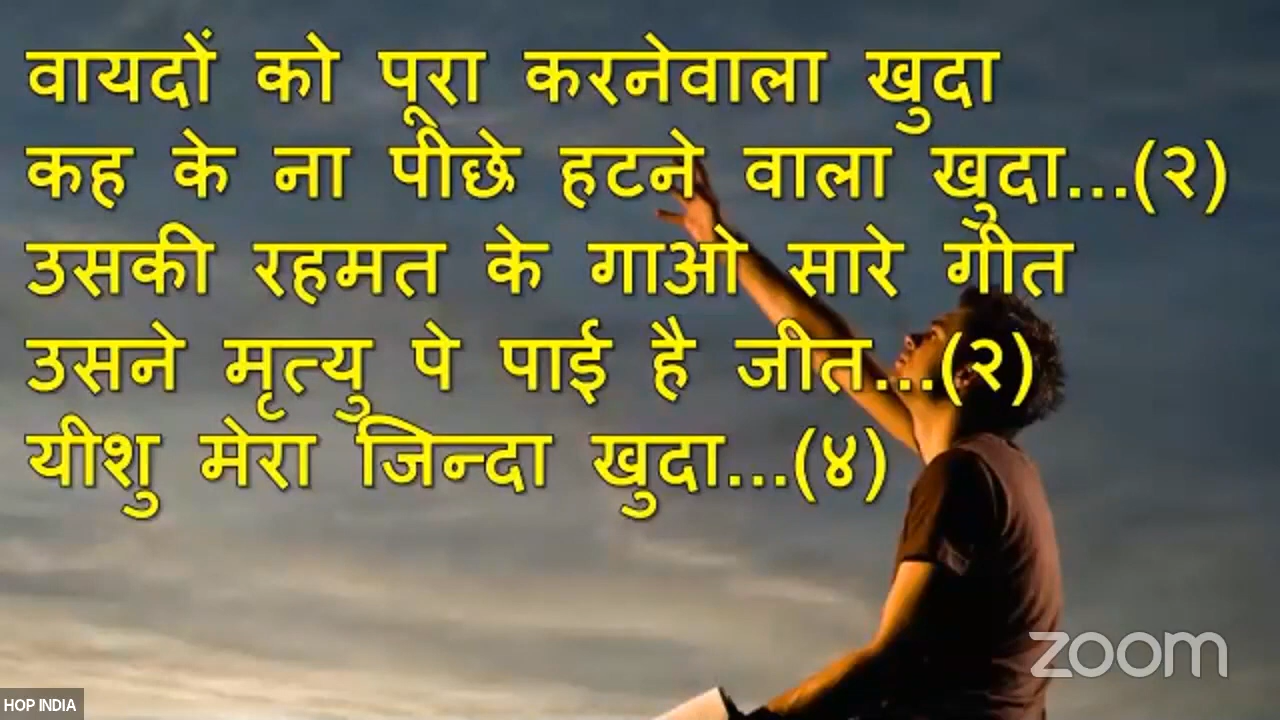 वायदों को पूरा करनेवाला खुदा
कह के ना पीछे हटने वाला खुदा...(२)
उसकी रहमत के गाओ सारे गीत
उसने मृत्यु पे पाई है जीत...(२)
यीशु मेरा जिन्दा खुदा...(४)
zoom
HOP INDIA